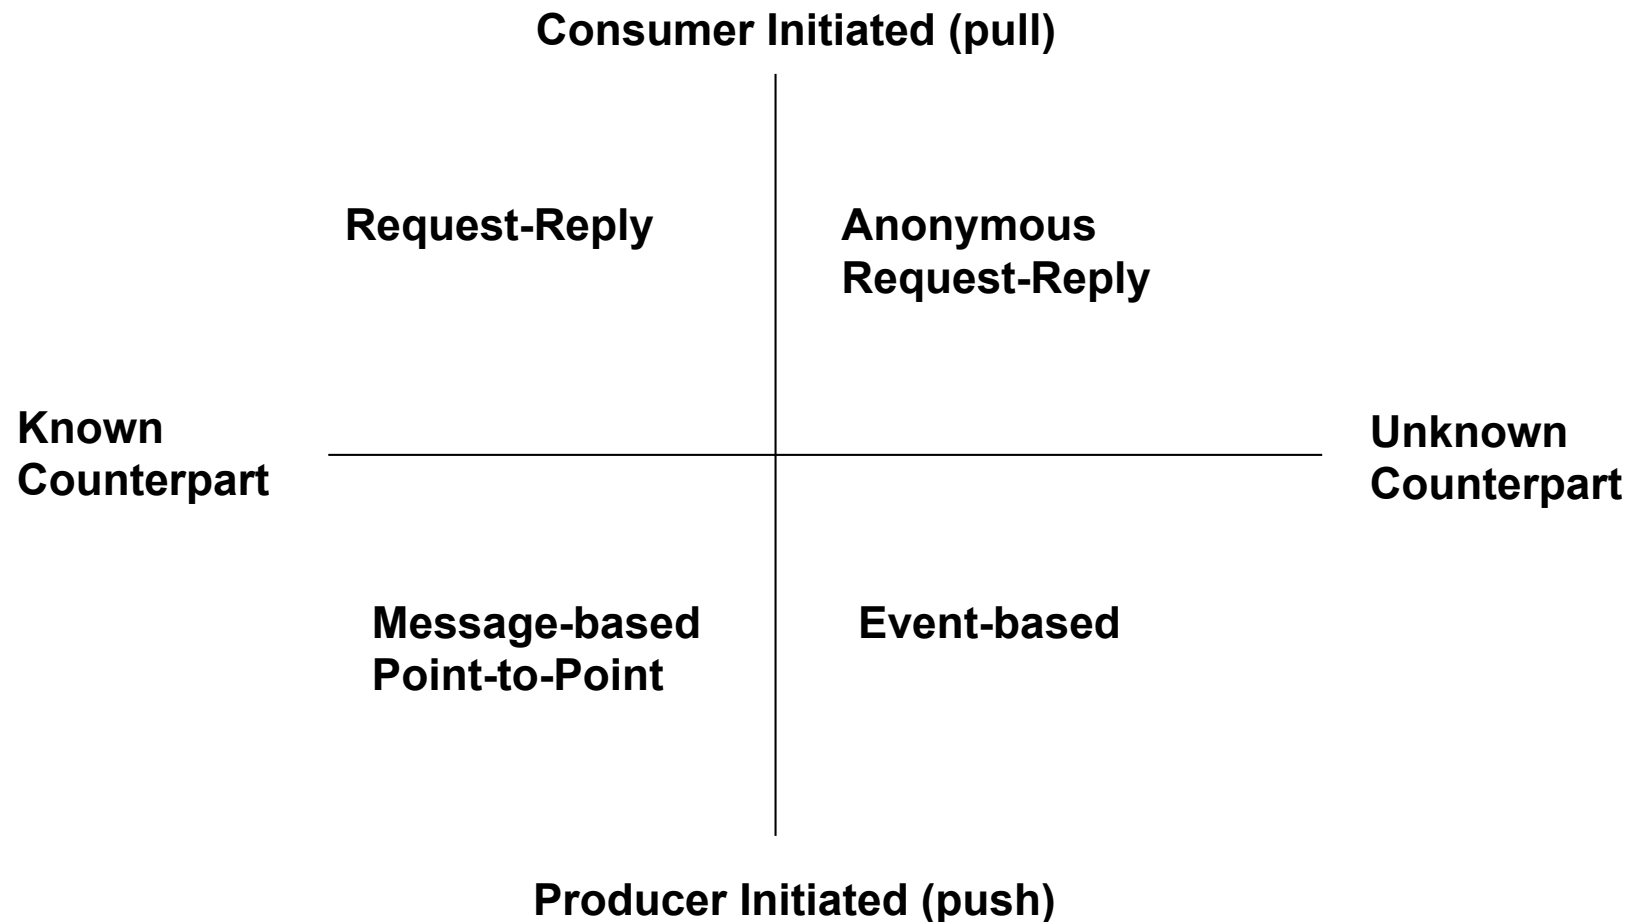 Consumer Initiated (pull)
Request-Reply
Anonymous
Request-Reply
Known
Counterpart
Unknown
Counterpart
Message-based
Point-to-Point
Event-based
Producer Initiated (push)